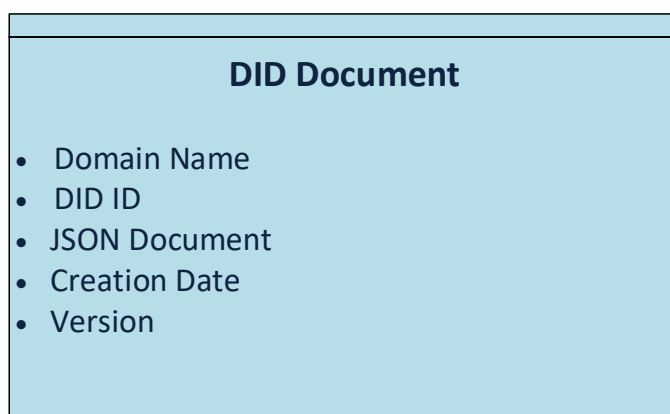 DID Document
• Domain Name
• DID ID
• JSON Document
• Creation Date
• Version